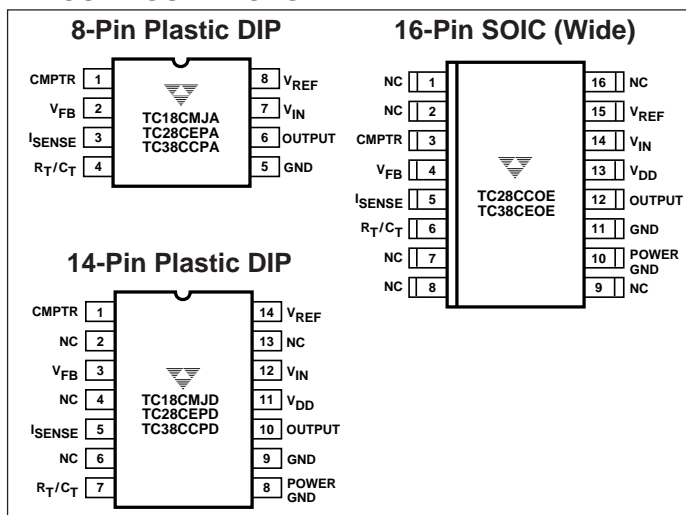 8-Pin Plastic DIP
CMPTR 1
VFB 2
ISENSE 3
RT/CT 4
TC18CMJA
TC28CEPA
TC38CCPA
8 VREF
7 VIN
6 OUTPUT
5 GND
16-Pin SOIC (Wide)
NC 1
NC 2
CMPTR 3
VFB 4
ISENSE 5
RT/CT 6
NC 7
NC 8
TC28CCOE
TC38CEOE
16 NC
15 VREF
14 VIN
13 VDD
12 OUTPUT
11 GND
10 POWER
GND
9 NC
14-Pin Plastic DIP
CMPTR 1
NC 2
VFB 3
NC 4
ISENSE 5
NC 6
RT/CT 7
TC18CMJD
TC28CEPD
TC38CCPD
14 VREF
13 NC
12 VIN
11 VDD
10 OUTPUT
9 GND
8 POWER
GND